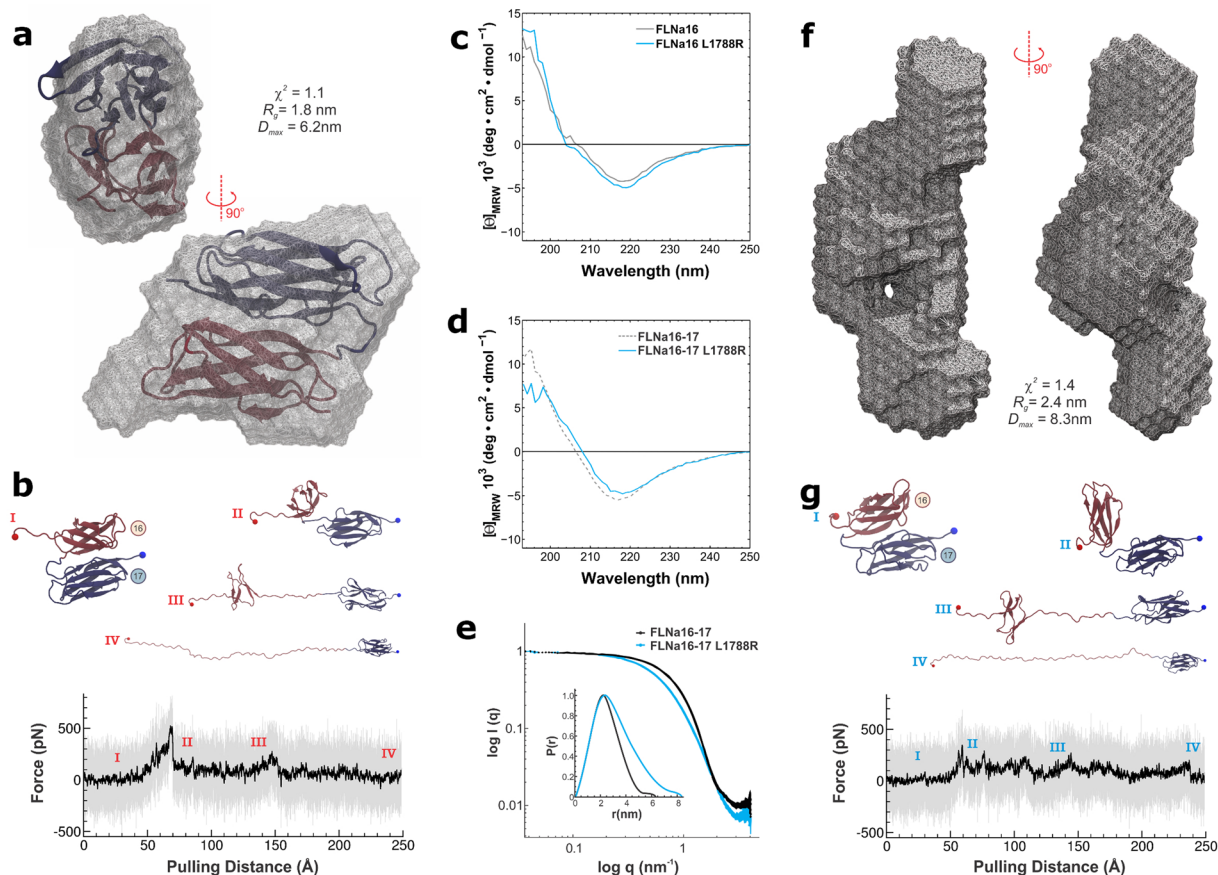 a
χ² = 1.1
Rg = 1.8 nm
Dmax = 6.2nm
90°
b
I
16
17
II
III
IV
500
0
-500
Force (pN)
I
II
III
IV
0
50
100
150
200
250
Pulling Distance (Å)
c
15
10
5
0
−5
−10
[Θ]MRW 10³ (deg • cm² • dmol⁻¹)
FLNa16
FLNa16 L1788R
200
210
220
230
240
250
Wavelength (nm)
d
15
10
5
0
−5
−10
[Θ]MRW 10³ (deg • cm² • dmol⁻¹)
FLNa16-17
FLNa16-17 L1788R
200
210
220
230
240
250
Wavelength (nm)
e
FLNa16-17
FLNa16-17 L1788R
1
0.1
0.01
log I (q)
1.0
0.8
0.6
0.4
0.2
0
P(r)
0
2
4
6
8
r(nm)
0.1
1
log q (nm⁻¹)
f
90°
χ² = 1.4
Rg= 2.4 nm
Dmax = 8.3nm
g
I
16
17
II
III
IV
500
0
-500
Force (pN)
I
II
III
IV
0
50
100
150
200
250
Pulling Distance (Å)